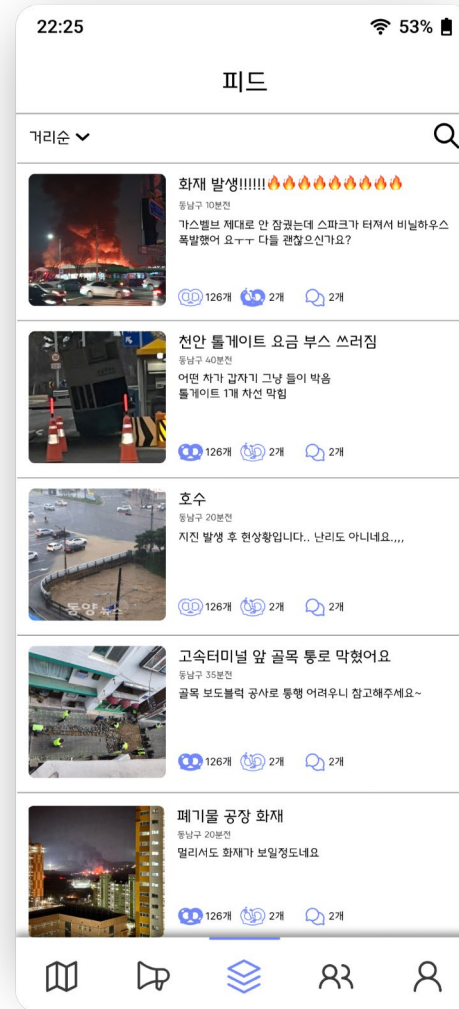 22:25
53%
피드
거리순
화재 발생!!!!!!🔥🔥🔥🔥🔥🔥🔥🔥🔥
동남구 10분전
가스벨브 제대로 안 잠궜는데 스파크가 터져서 비닐하우스
폭발했어 요ㅜㅜ 다들 괜찮으신가요?
126개 2개 2개
천안 톨게이트 요금 부스 쓰러짐
동남구 40분전
어떤 차가 갑자기 그냥 들이 박음
톨게이트 1개 차선 막힘
126개 2개 2개
호수
동남구 20분전
지진 발생 후 현상황입니다.. 난리도 아니네요.,,,
동양뉴스
126개 2개 2개
고속터미널 앞 골목 통로 막혔어요
동남구 35분전
골목 보도블럭 공사로 통행 어려우니 참고해주세요~
126개 2개 2개
폐기물 공장 화재
동남구 20분전
멀리서도 화재가 보일정도네요
126개 2개 2개